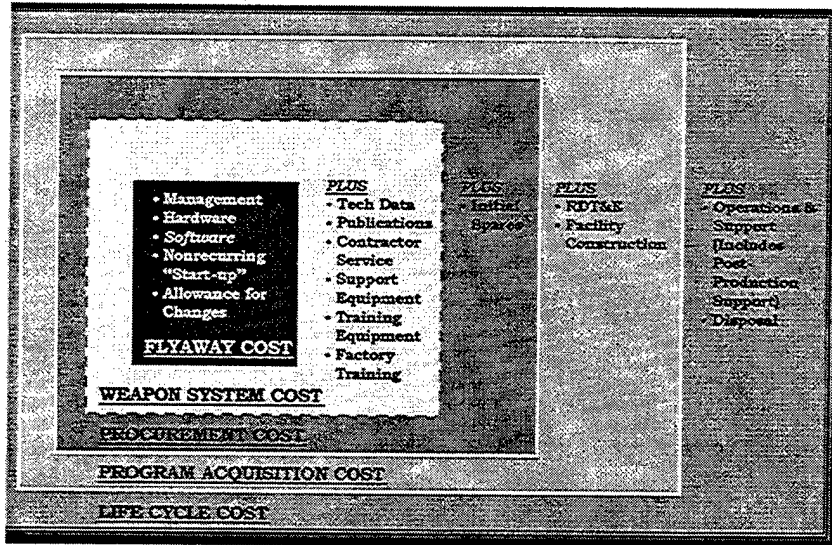 • Management
• Hardware
• Software
• Nonrecurring
"Start-up"
• Allowance for
Changes
FLYAWAY COST
PLUS
• Tech Data
• Publications
• Contractor
Service
• Support
Equipment
• Training
Equipment
• Factory
Training
WEAPON SYSTEM COST
PLUS
• Initial
Spares
PROCUREMENT COST
PLUS
• RDT&E
• Facility
Construction
PROGRAM ACQUISITION COST
PLUS
• Operations &
Support
(Includes
Post
Production
Support)
• Disposal
LIFE CYCLE COST